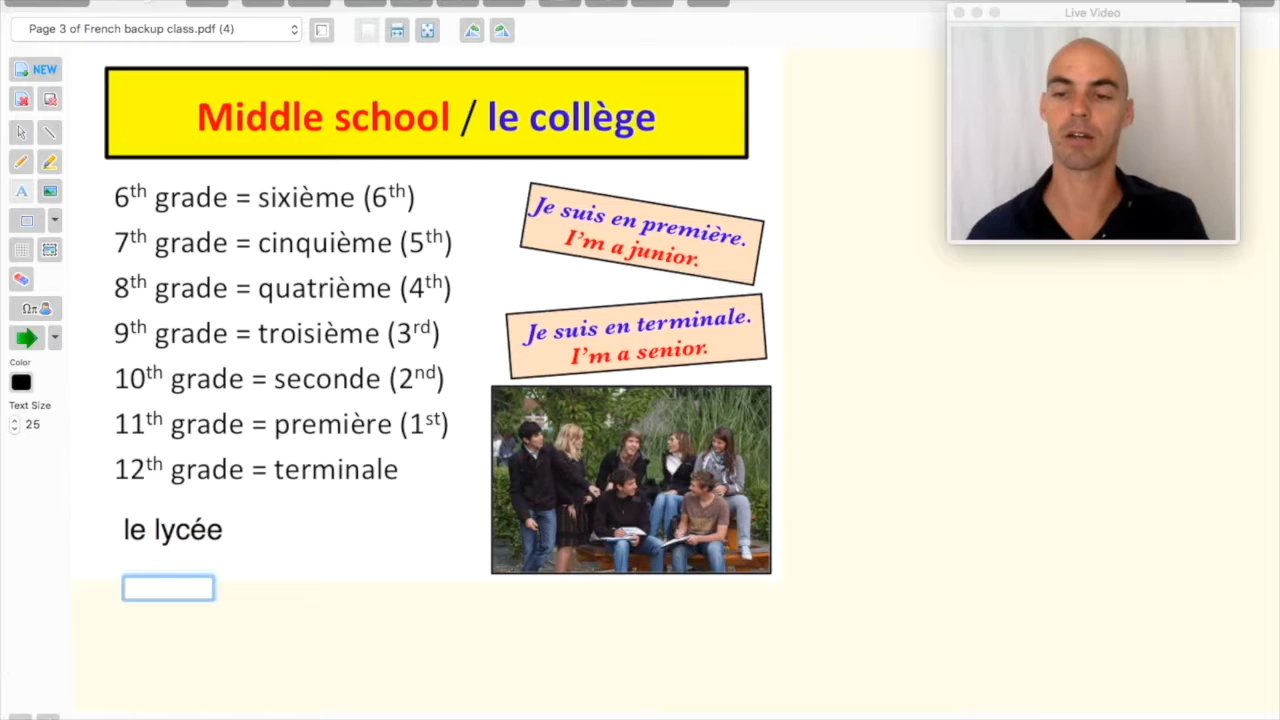 Page 3 of French backup class.pdf (4)
Live Video
NEW
Middle school / le collège
6th grade = sixième (6th)
7th grade = cinquième (5th)
8th grade = quatrième (4th)
9th grade = troisième (3rd)
10th grade = seconde (2nd)
11th grade = première (1st)
12th grade = terminale
le lycée
Je suis en première.
I'm a junior.
Je suis en terminale.
I'm a senior.
A
Ωπ
Color
Text Size
25